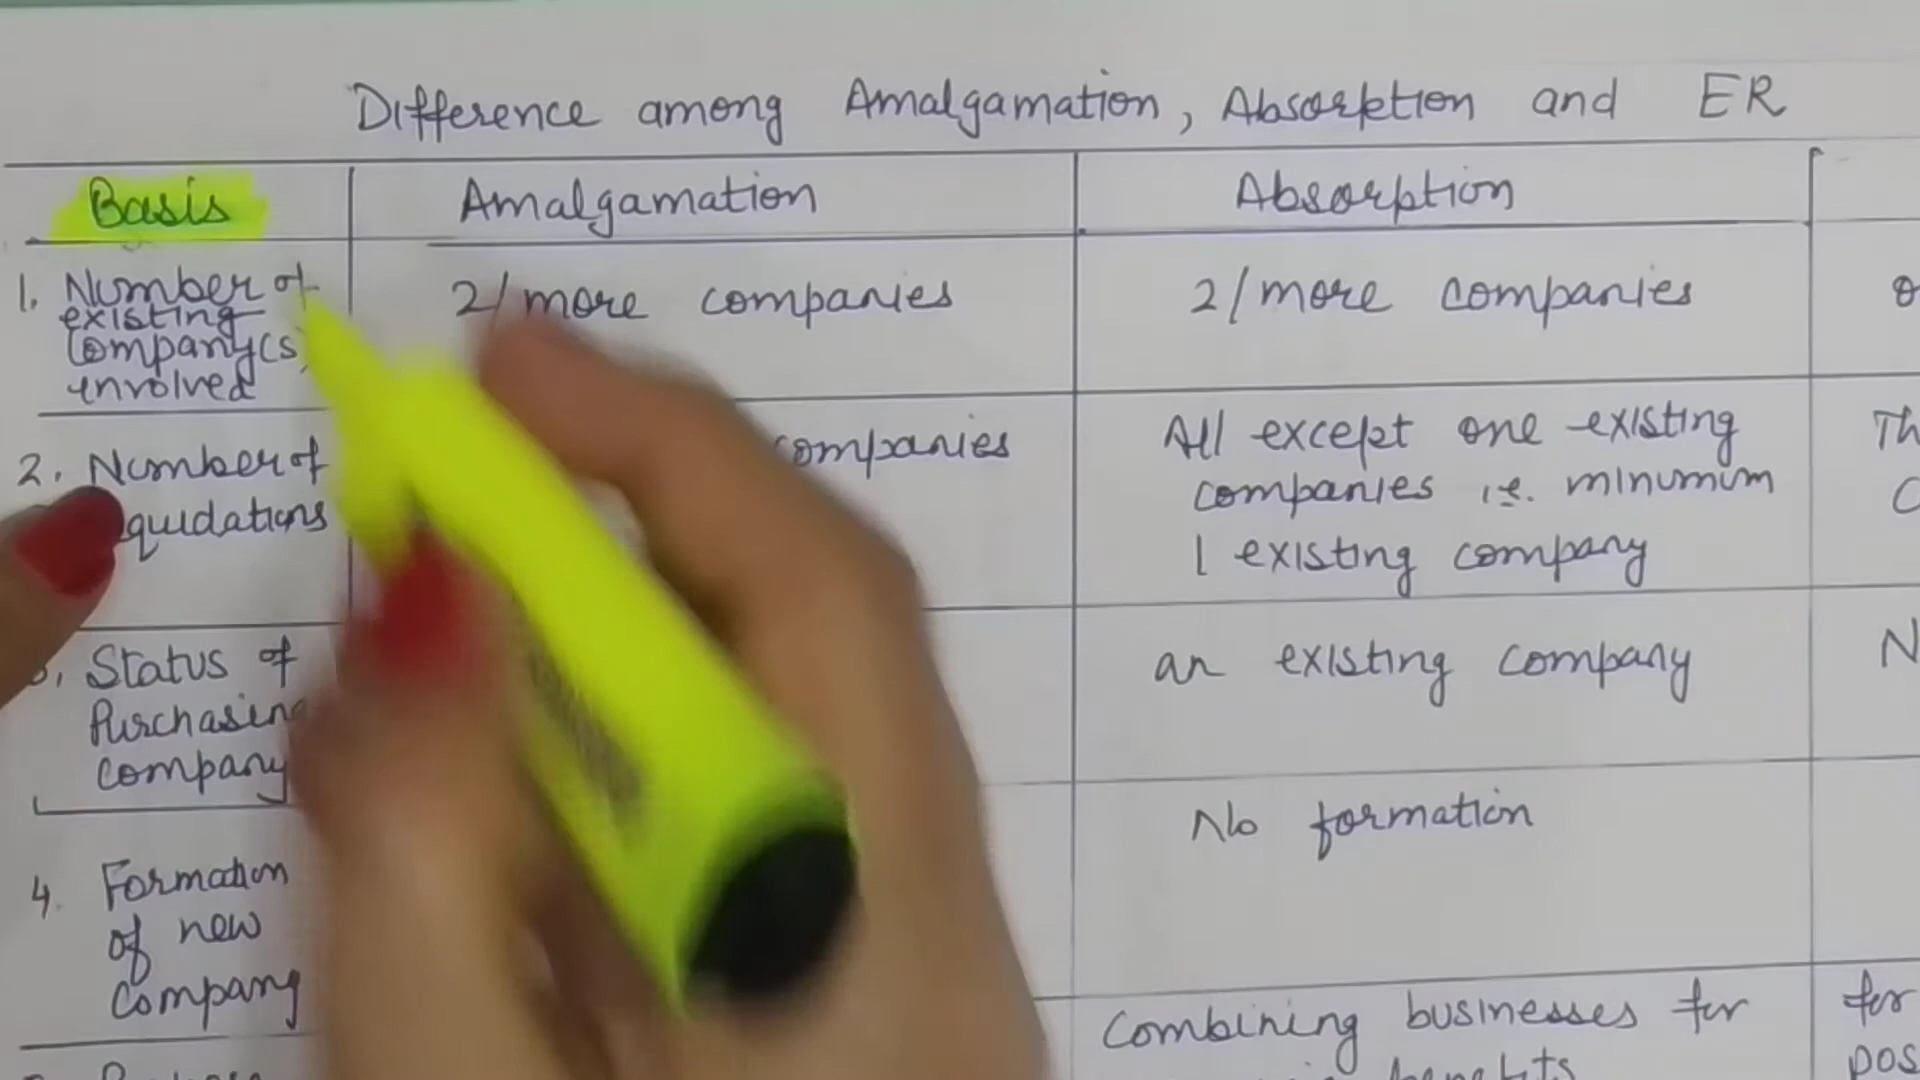 Difference among Amalgamation, Absorption and ER
Basis Amalgamation Absorption
1. Number of
existing
Company(s)
involved
2/more companies
2/more companies
2. Number of
quidations
companies
All except one existing
companies i.e. minimum
1 existing company
Status of
Purchasing
company
an existing company
4. Formation
of new
Company
No formation
Combining businesses for
for